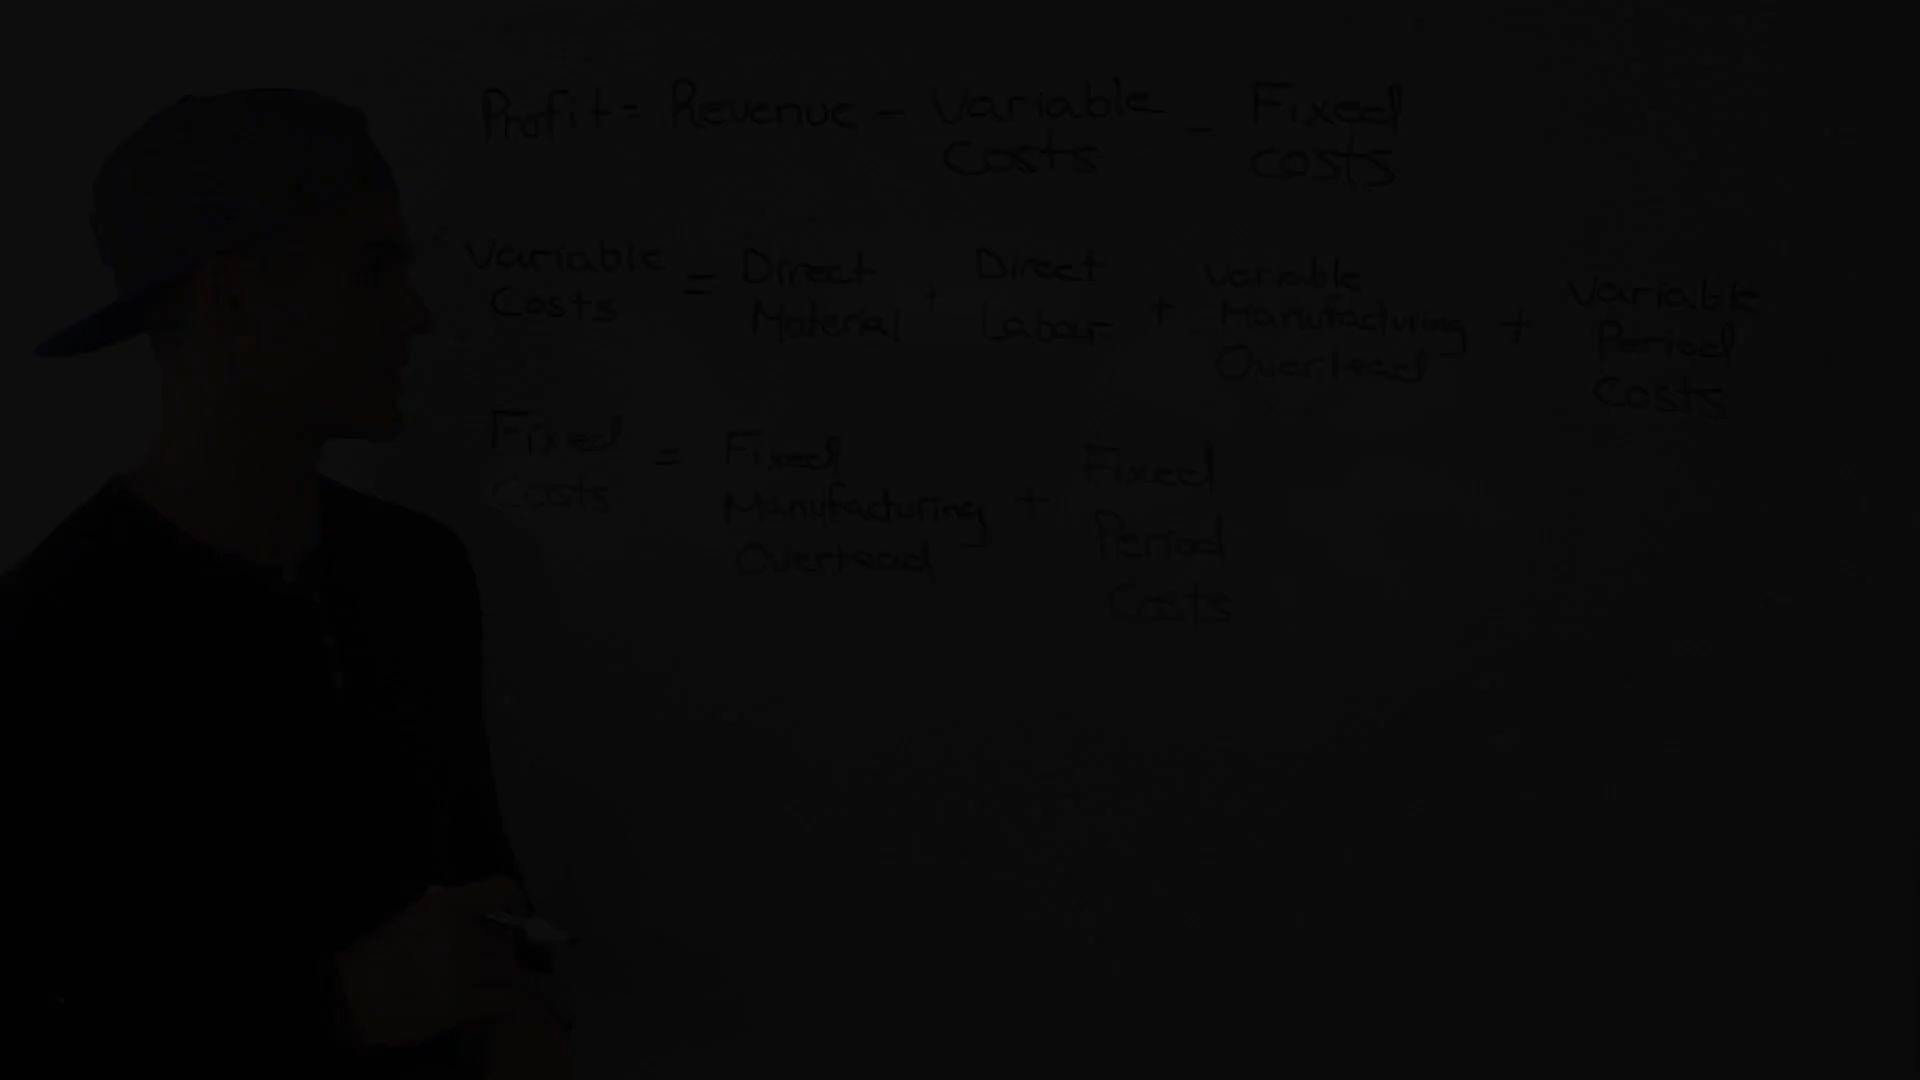 Profit = Revenue - Variable Costs - Fixed Costs
Variable Costs = Direct Material + Direct Labour + Variable Manufacturing Overhead + Variable Period Costs
Fixed Costs = Fixed Manufacturing Overhead + Fixed Period Costs